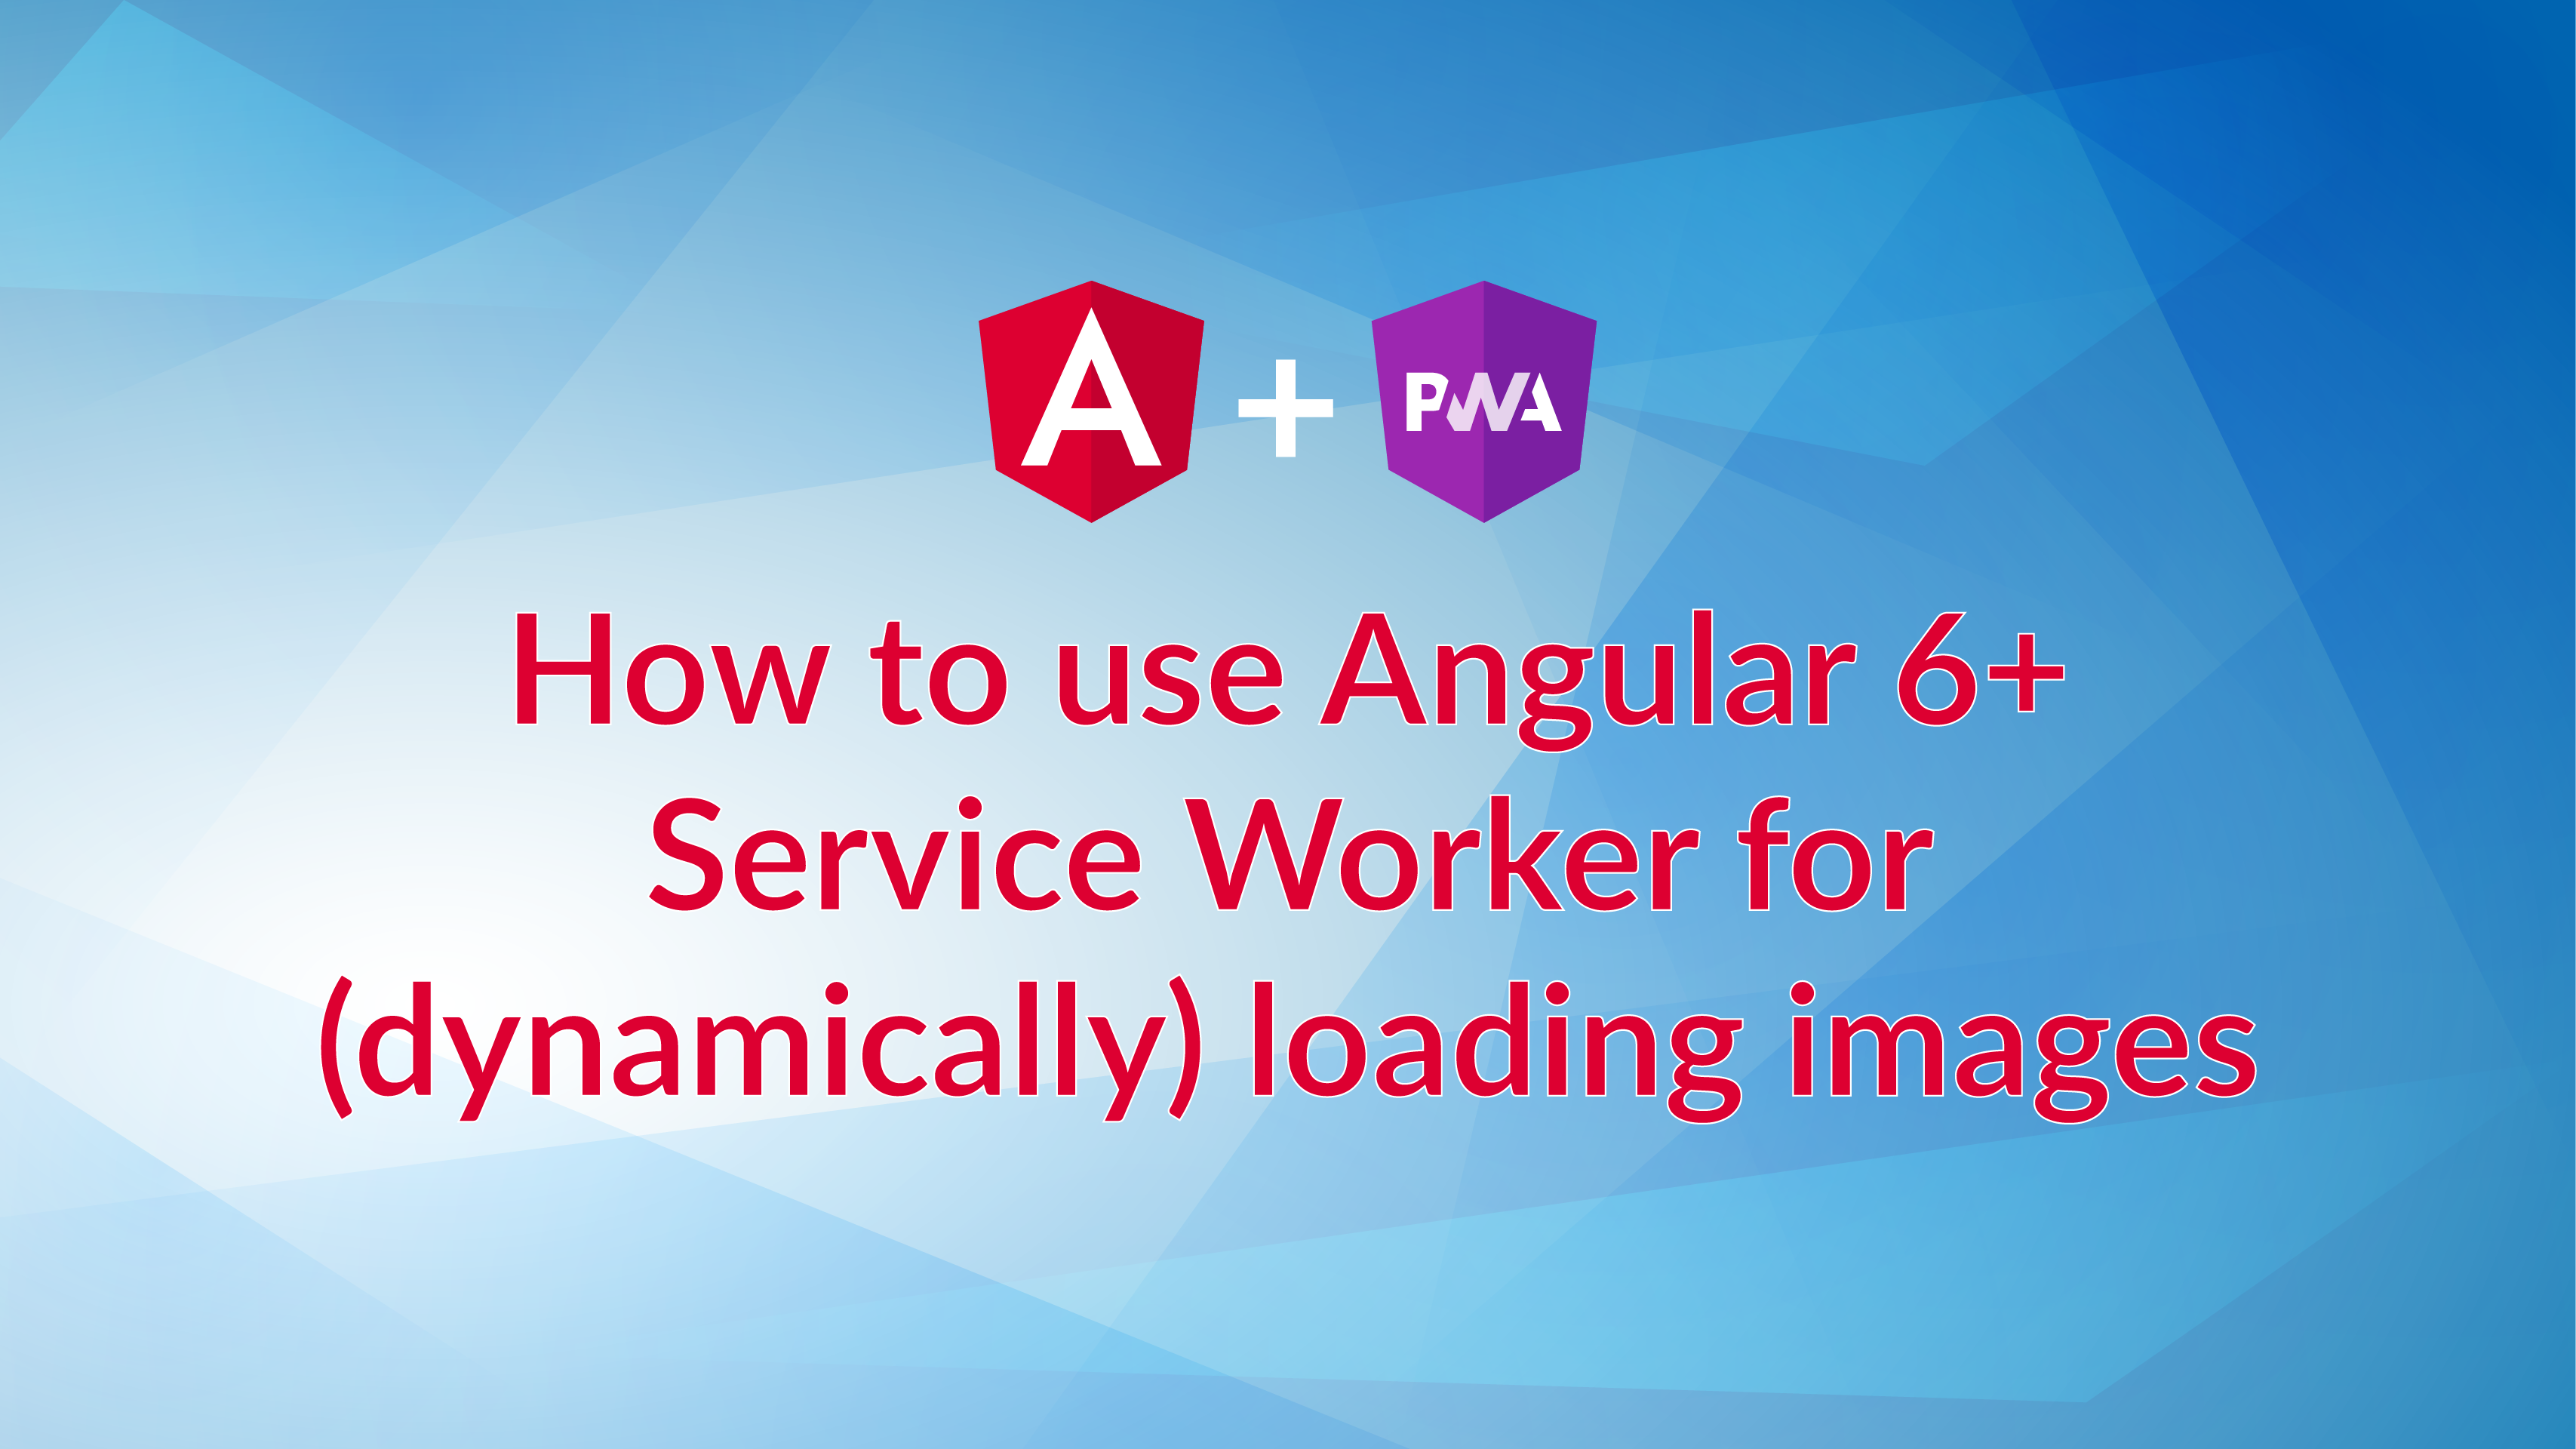 A + PWA
How to use Angular 6+
Service Worker for
(dynamically) loading images